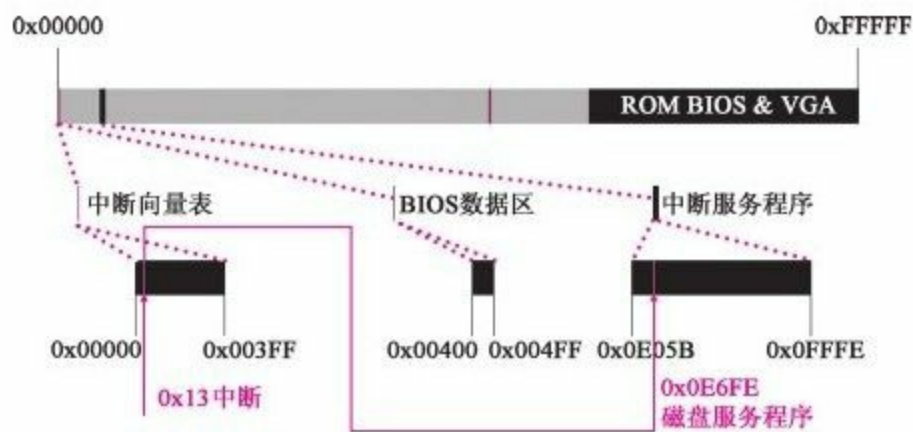 0x00000
0xFFFFF
ROM BIOS & VGA
中断向量表
BIOS数据区
中断服务程序
0x00000
0x003FF
0x00400
0x004FF
0x0E05B
0x0FFFE
0x13中断
0x0E6FE
磁盘服务程序